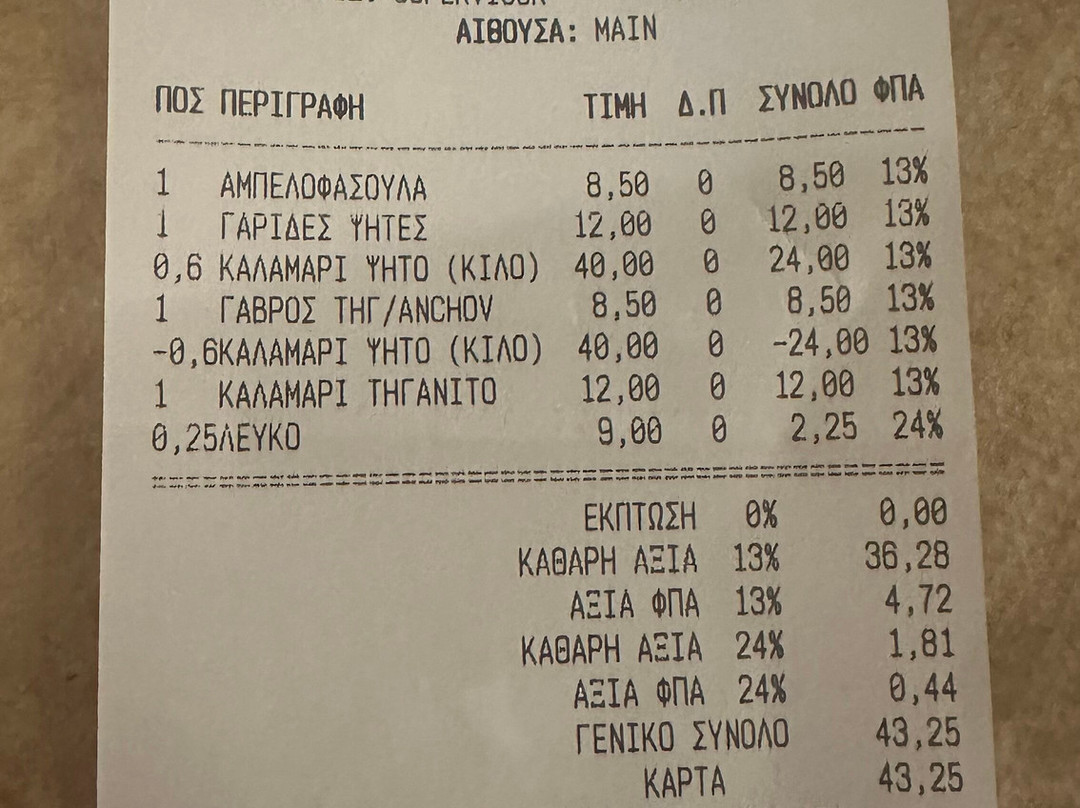 ΑΙΘΟΥΣΑ: MAIN
ΠΟΣ ΠΕΡΙΓΡΑΦΗ ΤΙΜΗ Δ.Π ΣΥΝΟΛΟ ΦΠΑ
1 ΑΜΠΕΛΟΦΑΣΟΥΛΑ 8,50 0 8,50 13%
1 ΓΑΡΙΔΕΣ ΨΗΤΕΣ 12,00 0 12,00 13%
0,6 ΚΑΛΑΜΑΡΙ ΨΗΤΟ (ΚΙΛΟ) 40,00 0 24,00 13%
1 ΓΑΒΡΟΣ ΤΗΓ/ANCHOV 8,50 0 8,50 13%
-0,6ΚΑΛΑΜΑΡΙ ΨΗΤΟ (ΚΙΛΟ) 40,00 0 -24,00 13%
1 ΚΑΛΑΜΑΡΙ ΤΗΓΑΝΙΤΟ 12,00 0 12,00 13%
0,25ΛΕΥΚΟ 9,00 0 2,25 24%
ΕΚΠΤΩΣΗ 0% 0,00
ΚΑΘΑΡΗ ΑΞΙΑ 13% 36,28
ΑΞΙΑ ΦΠΑ 13% 4,72
ΚΑΘΑΡΗ ΑΞΙΑ 24% 1,81
ΑΞΙΑ ΦΠΑ 24% 0,44
ΓΕΝΙΚΟ ΣΥΝΟΛΟ 43,25
ΚΑΡΤΑ 43,25